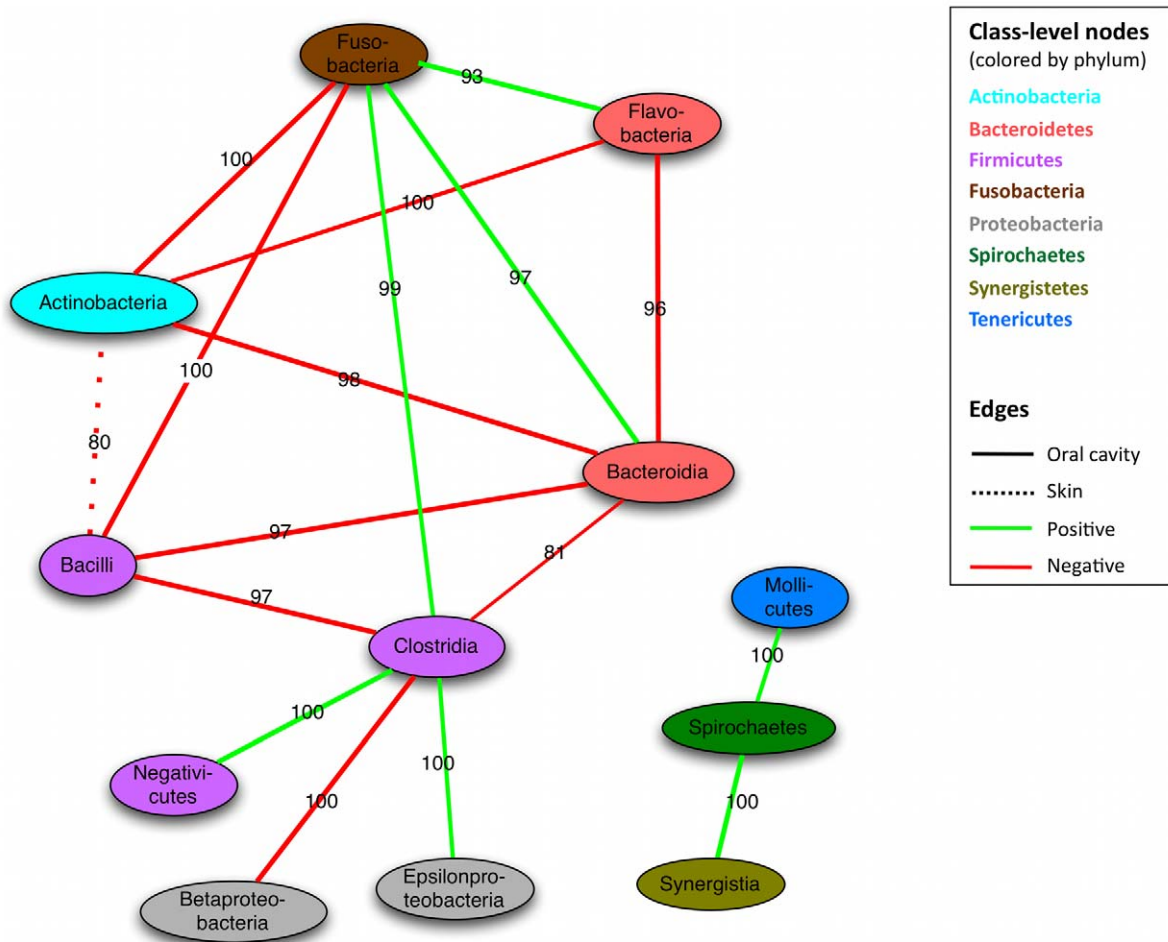 Fuso-
bacteria
93
Flavo-
bacteria
100
100
Actinobacteria
99
97
96
100
98
80
Bacteroidia
97
81
Bacilli
97
Clostridia
Molli-
cutes
100
100
Spirochaetes
Negativi-
cutes
100
100
100
Epsilonpro-
teobacteria
Synergistia
Betaproteo-
bacteria
Class-level nodes
(colored by phylum)
Actinobacteria
Bacteroidetes
Firmicutes
Fusobacteria
Proteobacteria
Spirochaetes
Synergistetes
Tenericutes
Edges
Oral cavity
Skin
Positive
Negative